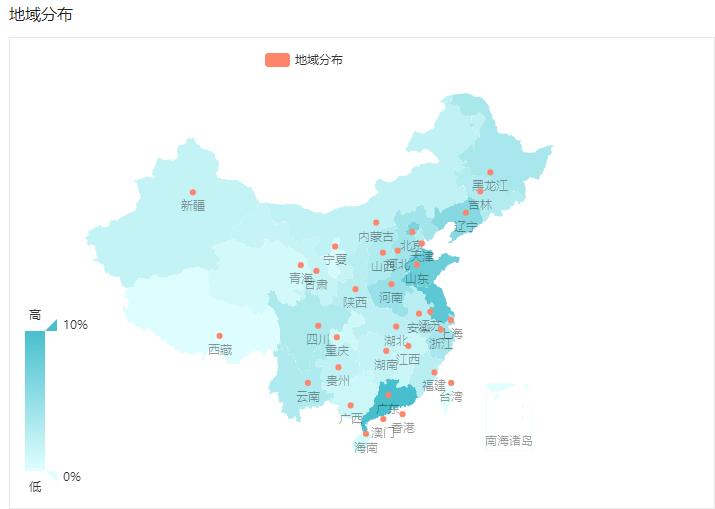 地域分布
地域分布
黑龙江
新疆
吉林
辽宁
内蒙古
北京
天津
宁夏
山西
河北
青海
甘肃
山东
陕西
河南
高
10%
安徽
江苏
上海
四川
湖北
浙江
西藏
重庆
湖南
江西
贵州
福建
云南
台湾
广东
广西
香港
澳门
南海诸岛
海南
0%
低